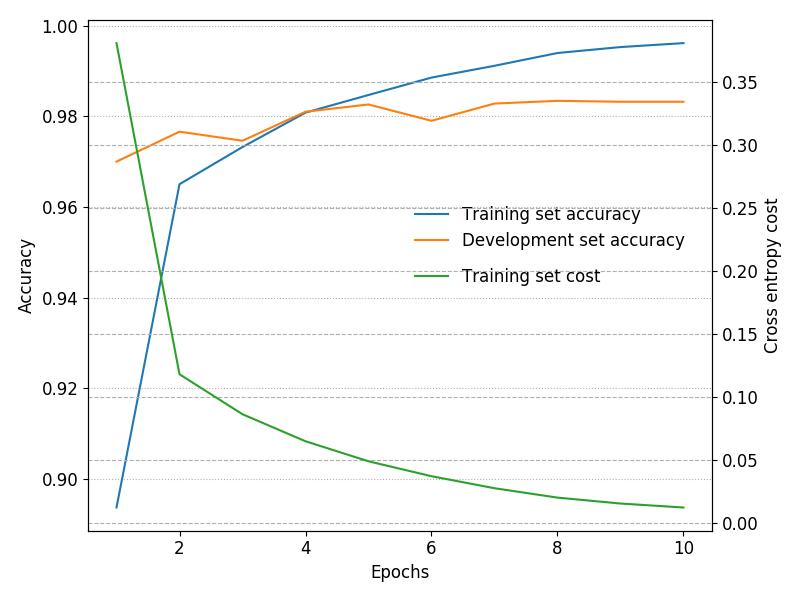 1.00
0.98
0.96
0.94
0.92
0.90
Accuracy
Training set accuracy
Development set accuracy
Training set cost
0.35
0.30
0.25
0.20
0.15
0.10
0.05
0.00
Cross entropy cost
2 4 6 8 10
Epochs